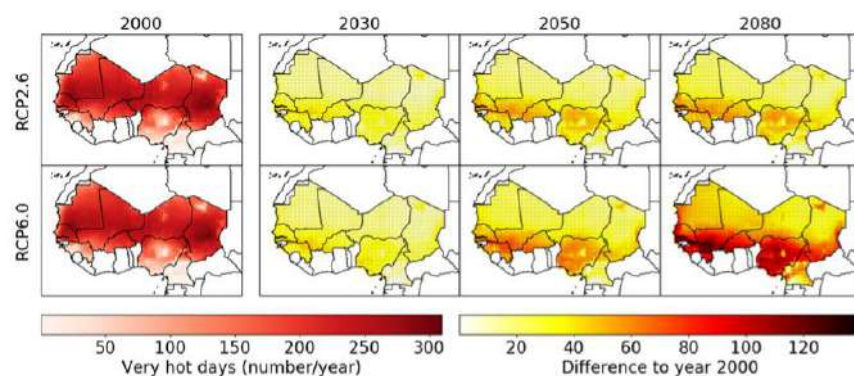 2000 2030 2050 2080
RCP2.6
RCP6.0
50 100 150 200 250 300 20 40 60 80 100 120
Very hot days (number/year) Difference to year 2000